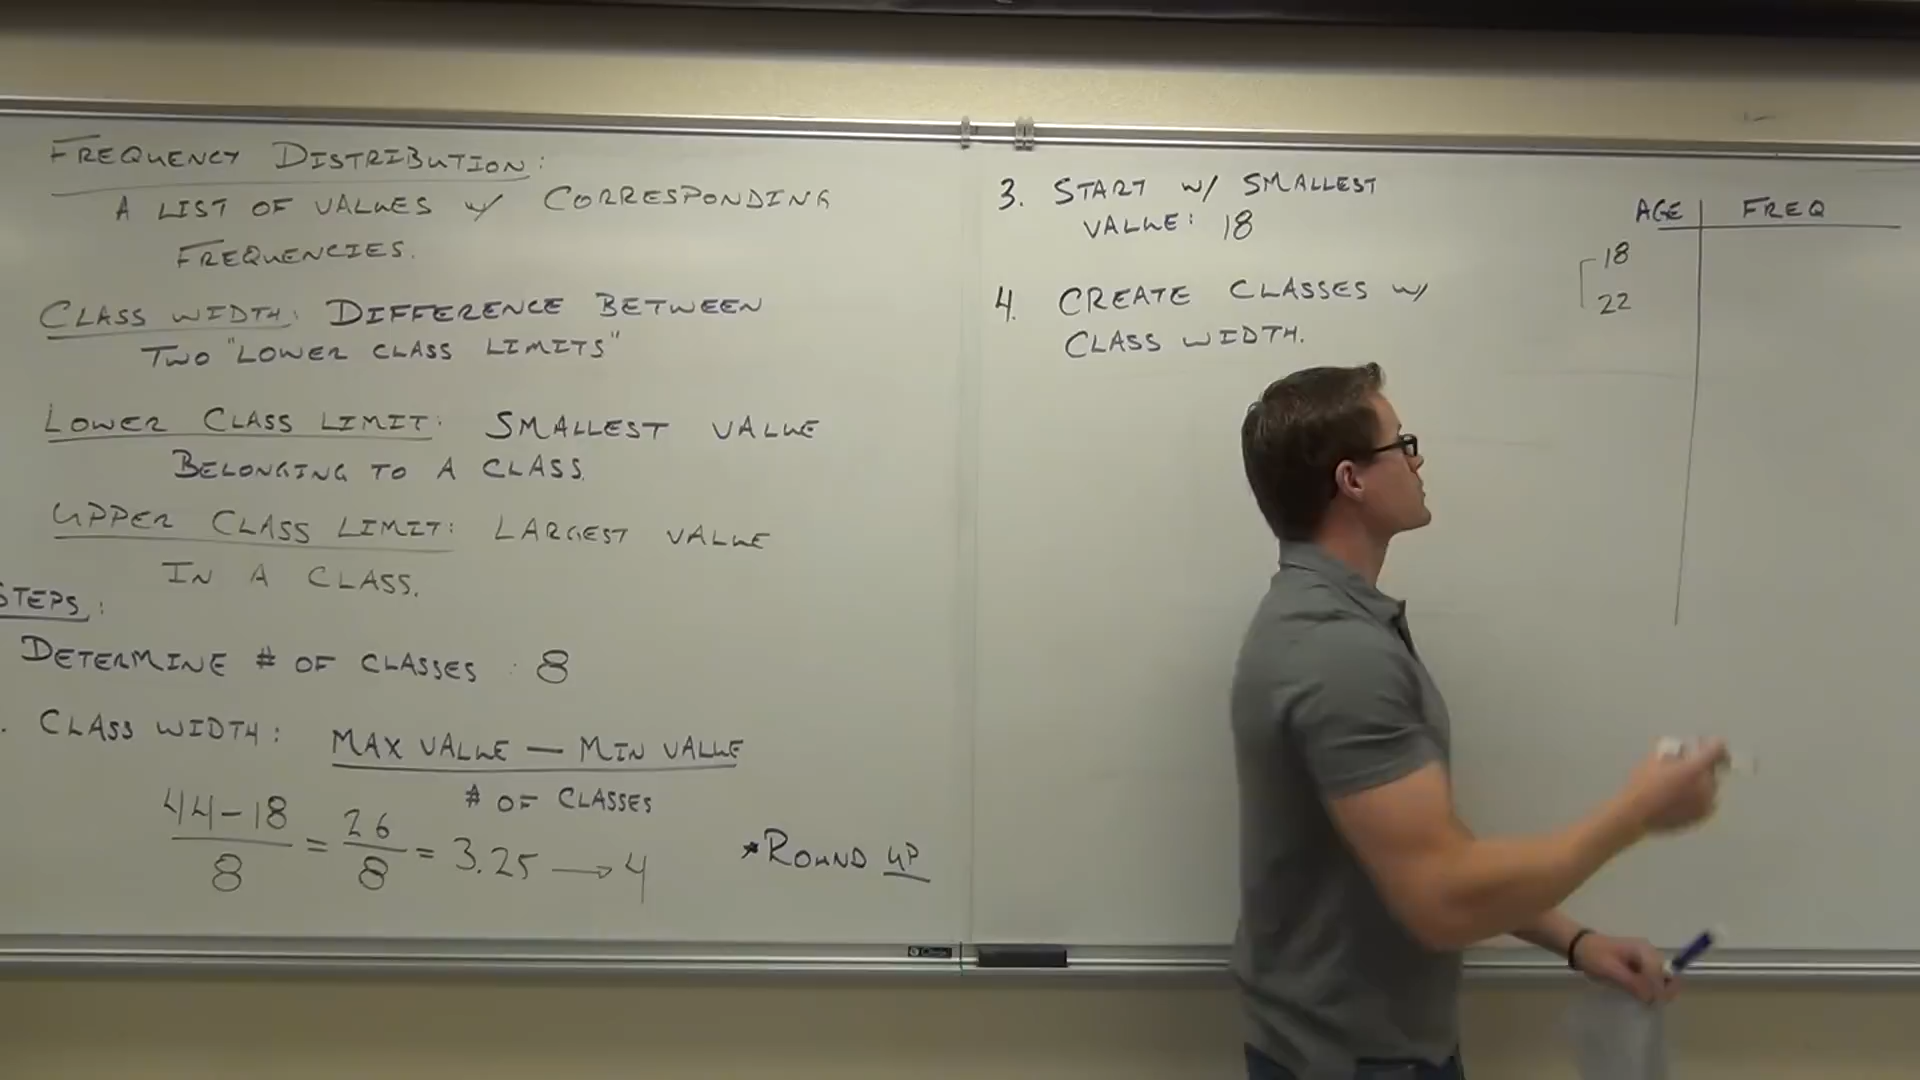 FREQUENCY DISTRIBUTION:
A LIST OF VALUES W/ CORRESPONDING
FREQUENCIES.
CLASS WIDTH: DIFFERENCE BETWEEN
TWO "LOWER CLASS LIMITS"
LOWER CLASS LIMIT: SMALLEST VALUE
BELONGING TO A CLASS.
UPPER CLASS LIMIT: LARGEST VALUE
IN A CLASS.
STEPS:
DETERMINE # OF CLASSES: 8
. CLASS WIDTH: MAX VALUE — MIN VALUE
# OF CLASSES
44-18 / 8 = 26 / 8 = 3.25 → 4
*ROUND UP
3. START W/ SMALLEST
VALUE: 18
4. CREATE CLASSES W/
CLASS WIDTH.
AGE | FREQ
18
22